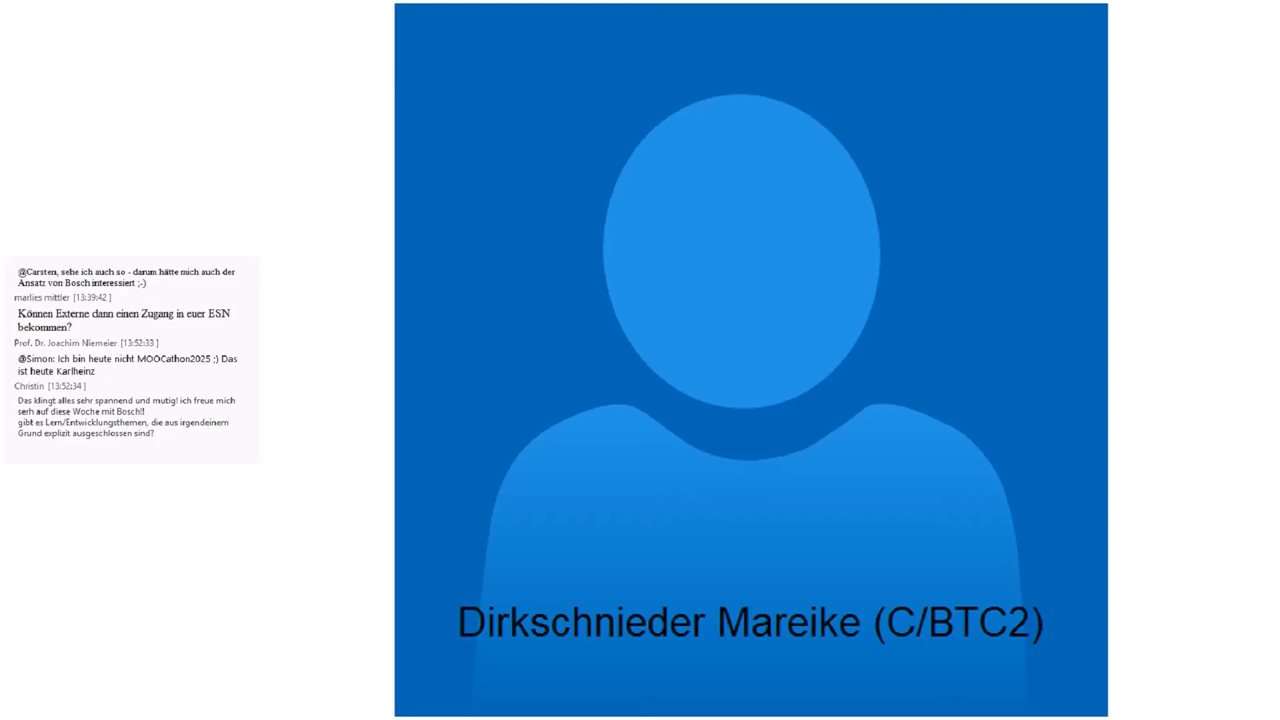 @Carsten, sehe ich auch so - darum hätte mich auch der
Ansatz von Bosch interessiert ;-)
marlies mittler [13:39:42 ]
Können Externe dann einen Zugang in euer ESN
bekommen?
Prof. Dr. Joachim Niemeier [13:52:33 ]
@Simon: Ich bin heute nicht MOOCathon2025 ;) Das
ist heute Karlheinz
Christin [13:52:34 ]
Das klingt alles sehr spannend und mutig! ich freue mich
serh auf diese Woche mit Bosch!!
gibt es Lern/Entwicklungsthemen, die aus irgendeinem
Grund explizit ausgeschlossen sind?
Dirkschnieder Mareike (C/BTC2)